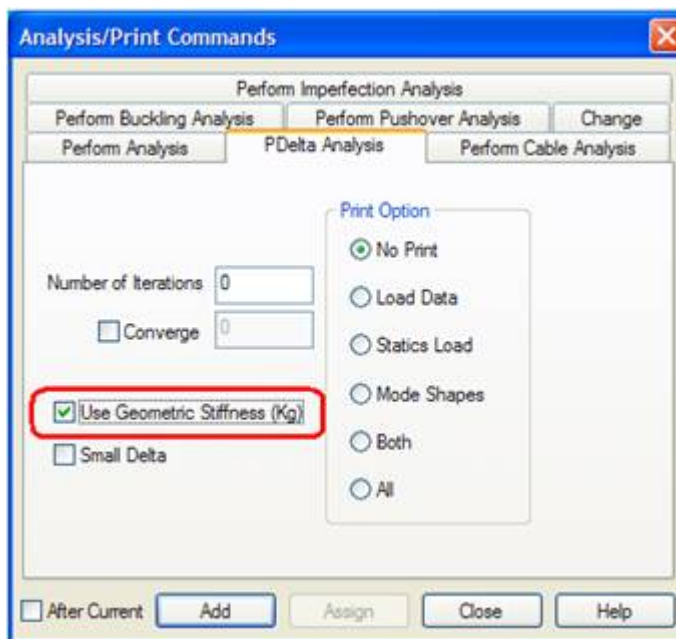 Analysis/Print Commands
Perform Imperfection Analysis
Perform Buckling Analysis Perform Pushover Analysis Change
Perform Analysis PDelta Analysis Perform Cable Analysis
Print Option
No Print
Number of Iterations 0
Load Data
Converge 0
Statics Load
Mode Shapes
Use Geometric Stiffness (Kg)
Both
Small Delta
All
After Current Add Assign Close Help